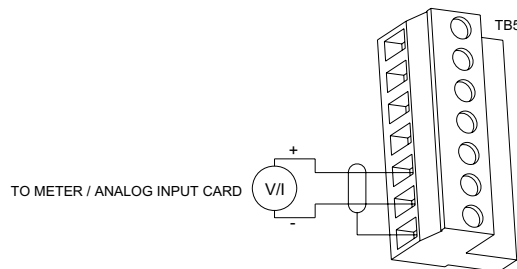 TB5
+
TO METER / ANALOG INPUT CARD
V/I
-